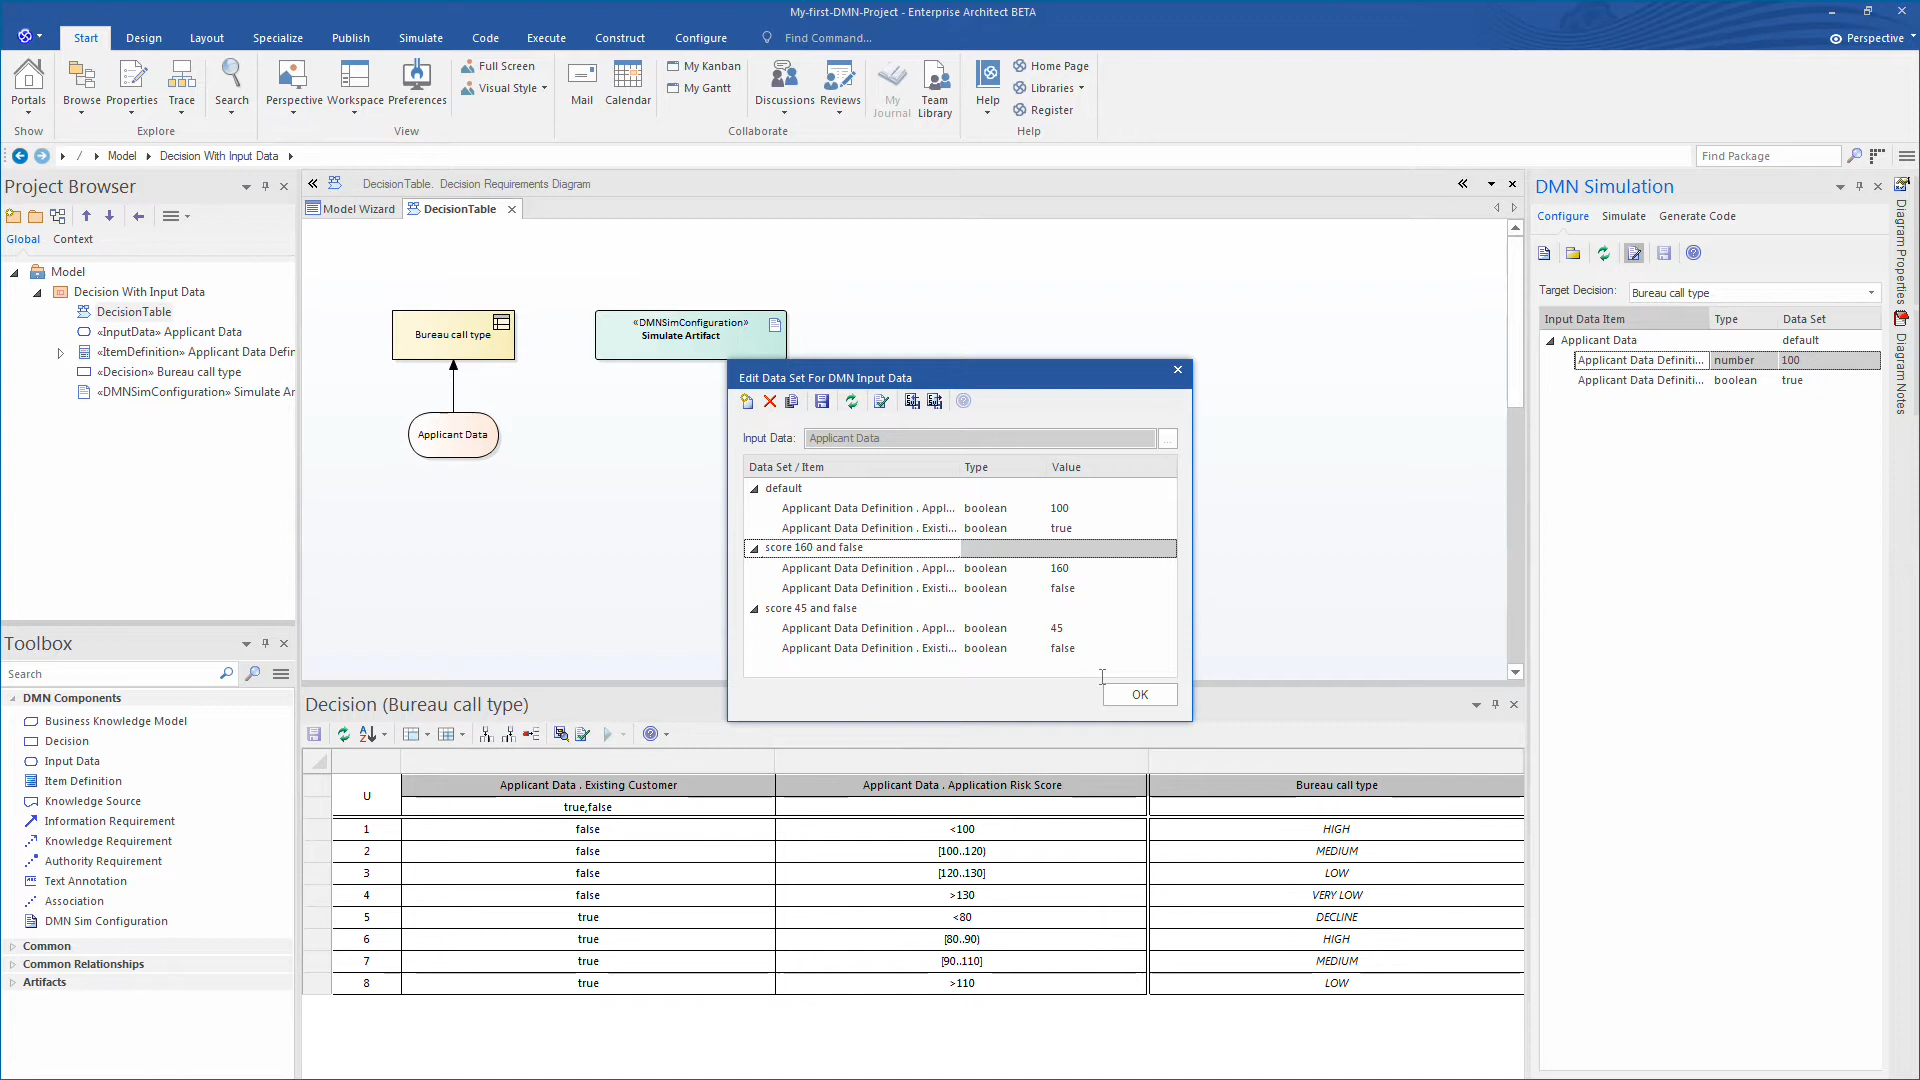 My-first-DMN-Project - Enterprise Architect BETA
Start Design Layout Specialize Publish Simulate Code Execute Construct Configure Find Command... Perspective
Portals Browse Properties Trace Search Perspective Workspace Preferences Full Screen Visual Style Mail Calendar My Kanban My Gantt Discussions Reviews My Journal Team Library Help Home Page Libraries Register
Show Explore View Collaborate Help
/ Model Decision With Input Data Find Package
Project Browser
Global Context
Model
Decision With Input Data
DecisionTable
«InputData» Applicant Data
«ItemDefinition» Applicant Data Defin
«Decision» Bureau call type
«DMNSimConfiguration» Simulate Ar
Toolbox
Search
DMN Components
Business Knowledge Model
Decision
Input Data
Item Definition
Knowledge Source
Information Requirement
Knowledge Requirement
Authority Requirement
Text Annotation
Association
DMN Sim Configuration
Common
Common Relationships
Artifacts
DecisionTable. Decision Requirements Diagram
Model Wizard DecisionTable
Bureau call type
«DMNSimConfiguration»
Simulate Artifact
Applicant Data
Edit Data Set For DMN Input Data
Input Data: Applicant Data ...
Data Set / Item Type Value
default
Applicant Data Definition . Appl... boolean 100
Applicant Data Definition . Existi... boolean true
score 160 and false
Applicant Data Definition . Appl... boolean 160
Applicant Data Definition . Existi... boolean false
score 45 and false
Applicant Data Definition . Appl... boolean 45
Applicant Data Definition . Existi... boolean false
OK
Decision (Bureau call type)
U Applicant Data . Existing Customer Applicant Data . Application Risk Score Bureau call type
true,false
1 false <100 HIGH
2 false [100..120) MEDIUM
3 false [120..130] LOW
4 false >130 VERY LOW
5 true <80 DECLINE
6 true [80..90) HIGH
7 true [90..110] MEDIUM
8 true >110 LOW
DMN Simulation
Configure Simulate Generate Code
Target Decision: Bureau call type
Input Data Item Type Data Set
Applicant Data default
Applicant Data Definiti... number 100
Applicant Data Definiti... boolean true
Diagram Properties
Diagram Notes